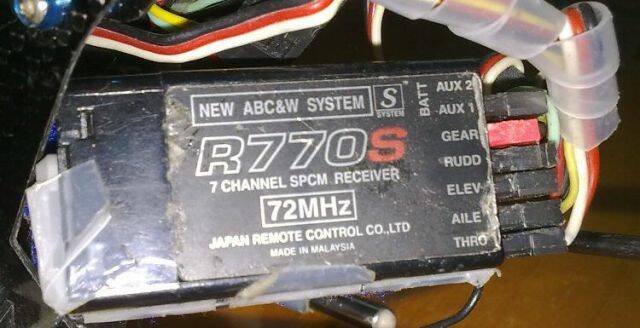 NEW ABC&W SYSTEM
S
SYSTEM
R770S
7 CHANNEL SPCM RECEIVER
72MHz
JAPAN REMOTE CONTROL CO.,LTD
MADE IN MALAYSIA
BATT
AUX 2
AUX 1
GEAR
RUDD
ELEV
AILE
THRO